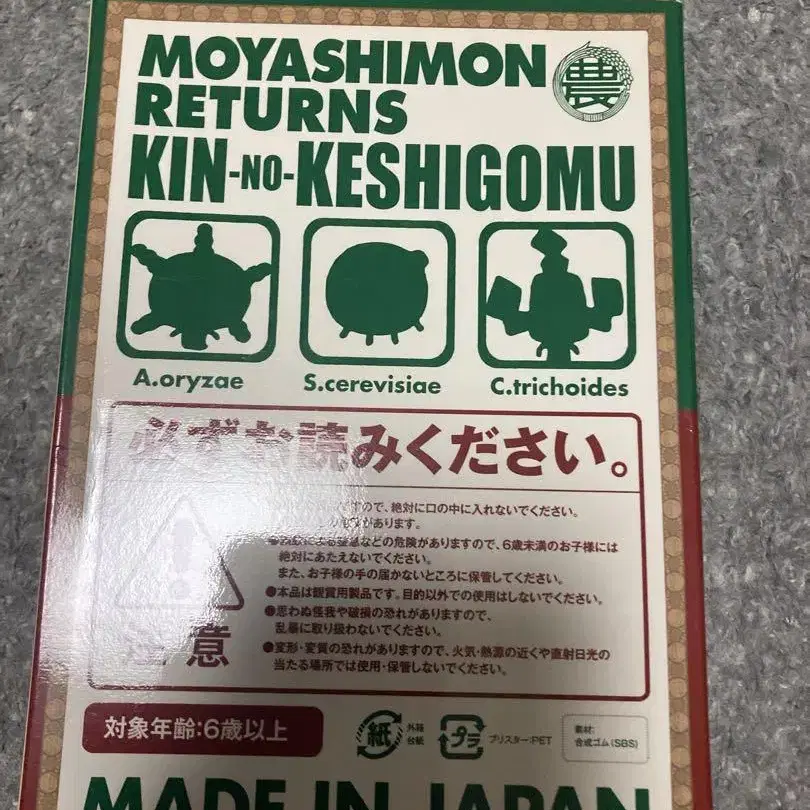 MOYASHIMON
RETURNS
農
KIN-NO-KESHIGOMU
A.oryzae
S.cerevisiae
C.trichoides
必ずお読みください。
ですので、絶対に口の中に入れないでください。
があります。
などの危険がありますので、6歳未満のお子様には
絶対にあたえないでください。
また、お子様の手の届かないところに保管してください。
●本品は観賞用製品です。目的以外での使用はしないでください。
●思わぬ怪我や破損の恐れがありますので、
乱暴に取り扱わないでください。
注意
●変形・変質の恐れがありますので、火気・熱源の近くや直射日光の
当たる場所では使用・保管しないでください。
対象年齢:6歳以上
紙
外箱
台紙
プラ
ブリスター:PET
素材:
合成ゴム(SBS)
MADE IN JAPAN